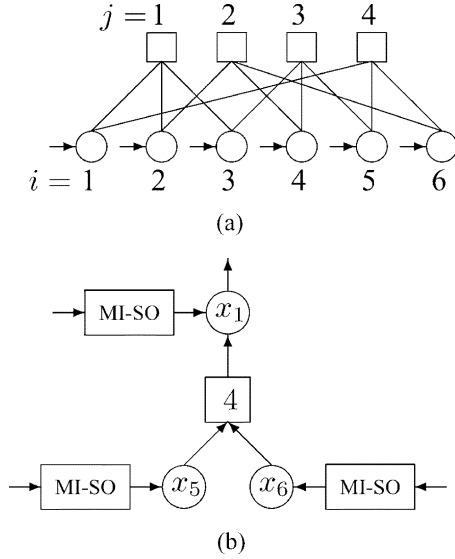 j = 1 2 3 4
i = 1 2 3 4 5 6
(a)
MI-SO x₁
4
MI-SO x₅ x₆ MI-SO
(b)